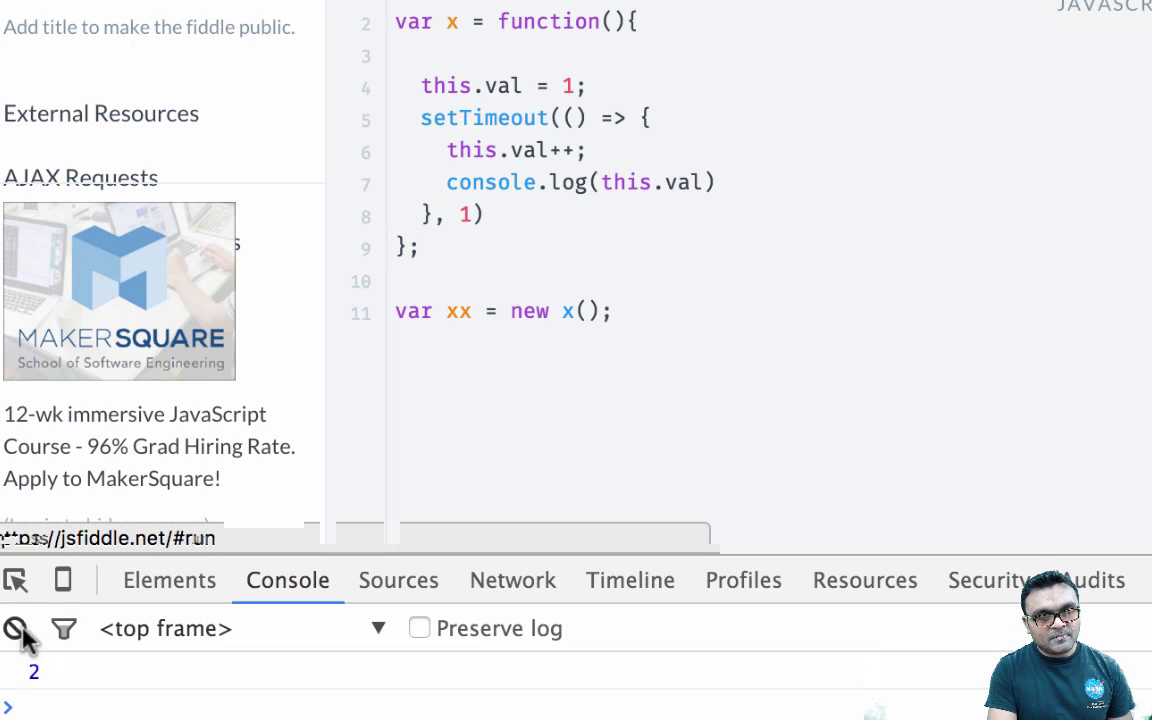 Add title to make the fiddle public.
External Resources
AJAX Requests
s
MAKERSQUARE
School of Software Engineering
12-wk immersive JavaScript
Course - 96% Grad Hiring Rate.
Apply to MakerSquare!
https://jsfiddle.net/#run
JAVASCR
2 var x = function(){
3
4 this.val = 1;
5 setTimeout(() => {
6 this.val++;
7 console.log(this.val)
8 }, 1)
9 };
10
11 var xx = new x();
Elements Console Sources Network Timeline Profiles Resources Security Audits
<top frame> ▼ Preserve log
2
>